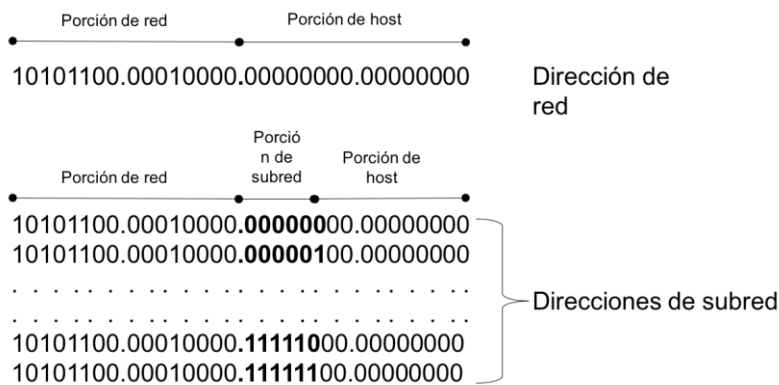 Porción de red
Porción de host
10101100.00010000.00000000.00000000
Dirección de
red
Porció
n de
subred
Porción de red
Porción de
host
10101100.00010000.00000000.00000000
10101100.00010000.00000100.00000000
. . . . . . . . . . . . . . . . . . . . . . . . .
. . . . . . . . . . . . . . . . . . . . . . . . .
10101100.00010000.11111000.00000000
10101100.00010000.11111100.00000000
Direcciones de subred